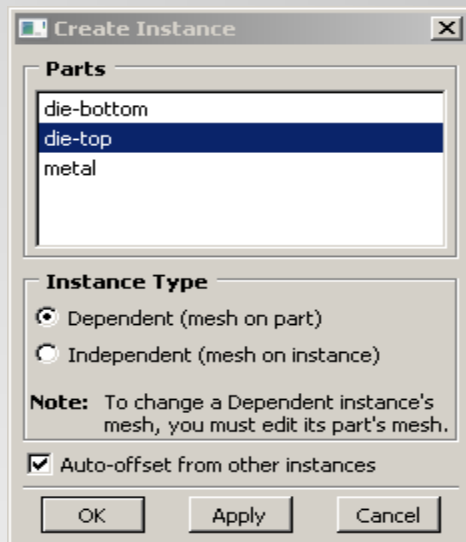 Create Instance
Parts
die-bottom
die-top
metal
Instance Type
Dependent (mesh on part)
Independent (mesh on instance)
Note: To change a Dependent instance's
mesh, you must edit its part's mesh.
Auto-offset from other instances
OK Apply Cancel